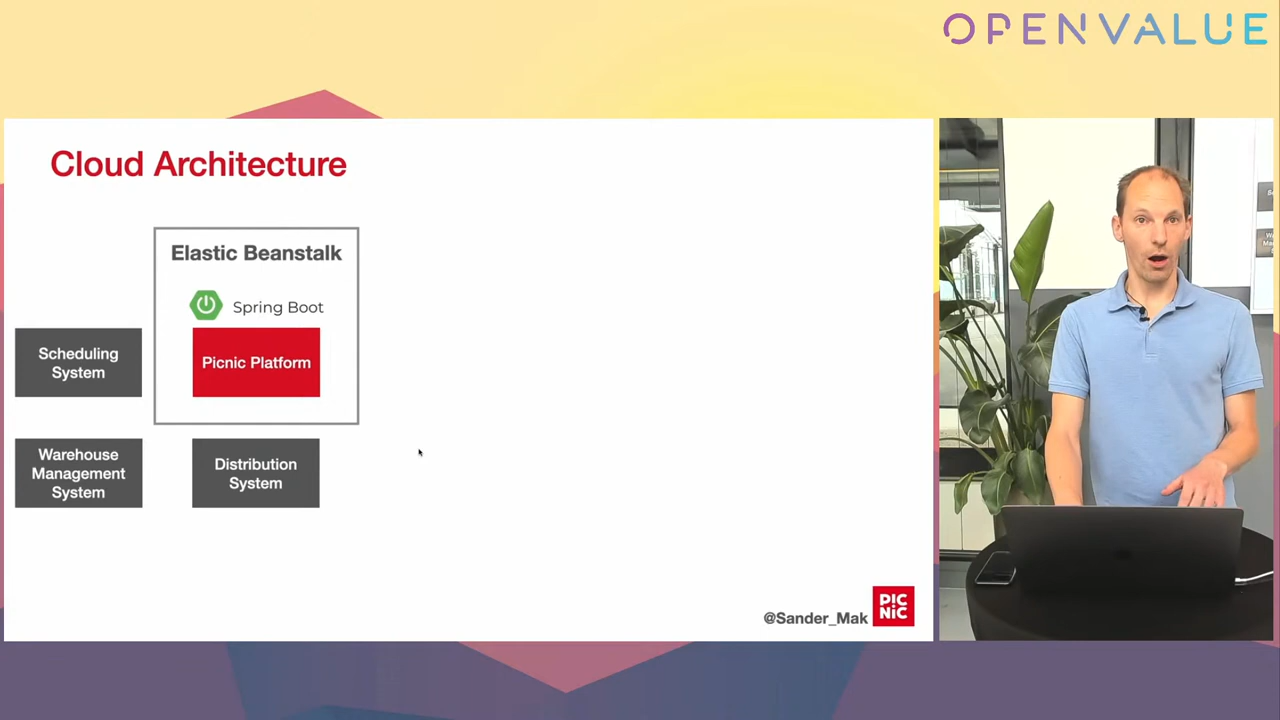 OPENVALUE
Cloud Architecture
Elastic Beanstalk
Spring Boot
Picnic Platform
Scheduling
System
Warehouse
Management
System
Distribution
System
@Sander_Mak
PIC
NIC